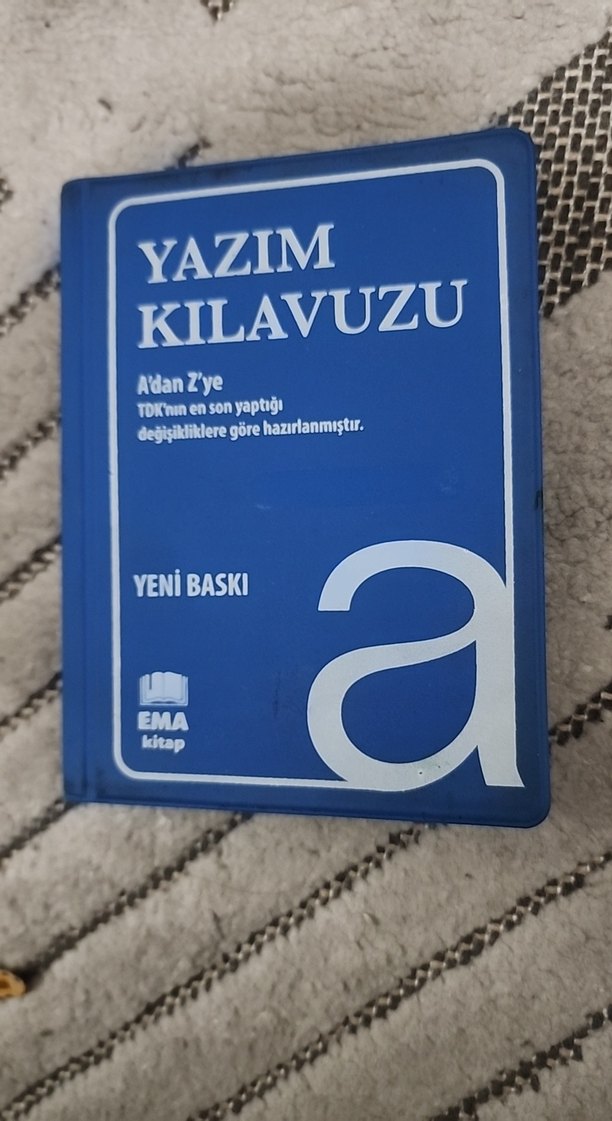 YAZIM
KILAVUZU
A'dan Z'ye
TDK'nın en son yaptığı
değişikliklere göre hazırlanmıştır.
YENİ BASKI
EMA
kitap
a